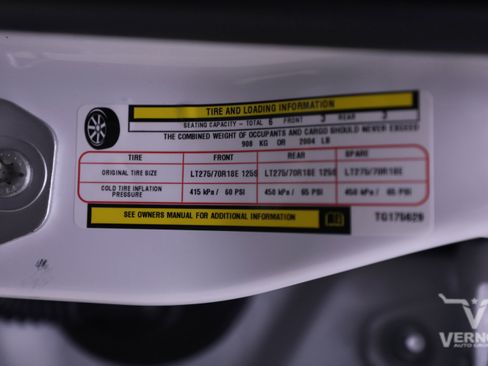 TIRE AND LOADING INFORMATION
SEATING CAPACITY - TOTAL 6 FRONT 3 REAR 3
THE COMBINED WEIGHT OF OCCUPANTS AND CARGO SHOULD NEVER EXCEED
908 KG OR 2004 LB
TIRE FRONT REAR SPARE
ORIGINAL TIRE SIZE LT275/70R18E 125S LT275/70R18E 125S LT275/70R18E
COLD TIRE INFLATION PRESSURE 415 kPa / 60 PSI 450 kPa / 65 PSI 450 kPa / 65 PSI
SEE OWNERS MANUAL FOR ADDITIONAL INFORMATION
VERNO
AUTO GROUP